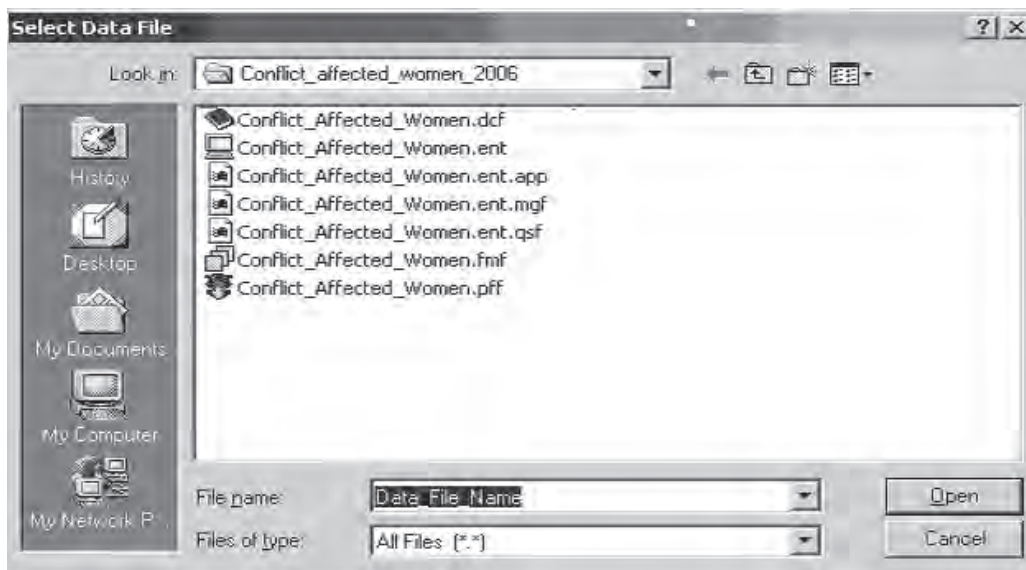 Select Data File
Look in: Conflict_affected_women_2006
Conflict_Affected_Women.dcf
Conflict_Affected_Women.ent
Conflict_Affected_Women.ent.app
Conflict_Affected_Women.ent.mgf
Conflict_Affected_Women.ent.qsf
Conflict_Affected_Women.fmf
Conflict_Affected_Women.pff
History
Desktop
My Documents
My Computer
My Network P...
File name: Data_File_Name Open
Files of type: All Files (*.*) Cancel